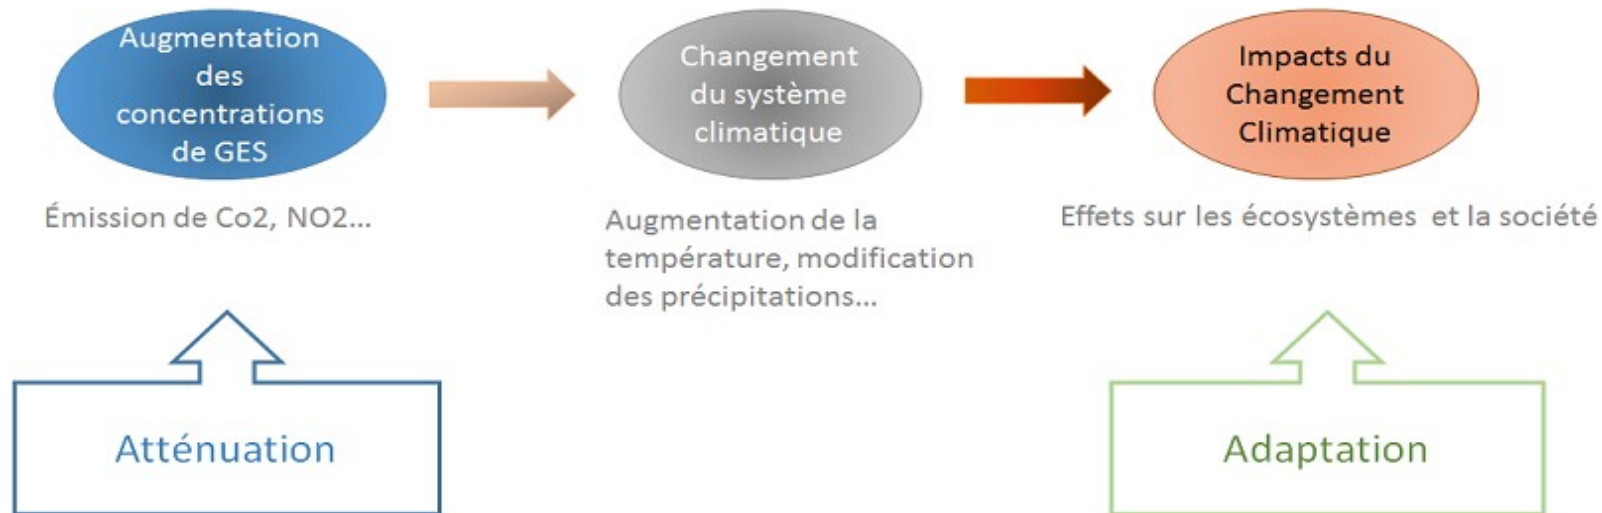 Augmentation
des
concentrations
de GES
Changement
du système
climatique
Impacts du
Changement
Climatique
Émission de Co2, NO2...
Augmentation de la
température, modification
des précipitations...
Effets sur les écosystèmes et la société
Atténuation
Adaptation